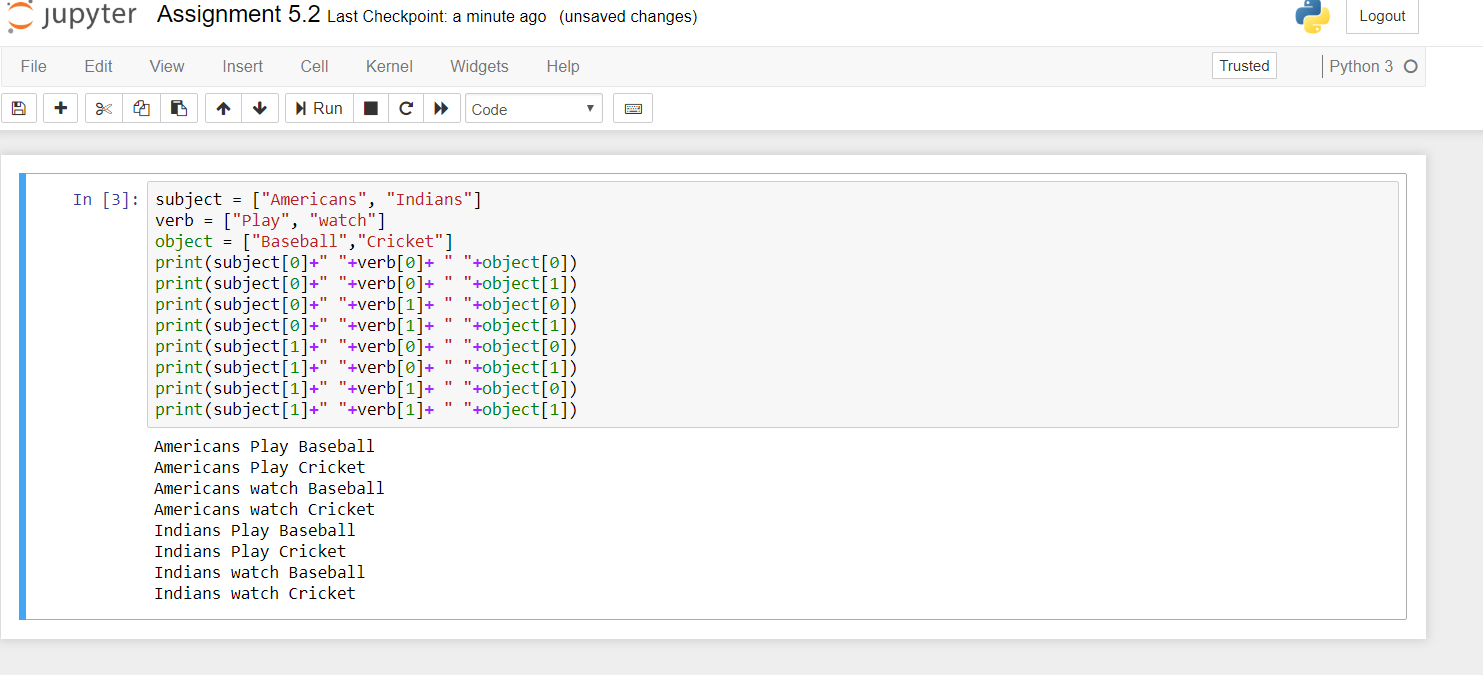 jupyter Assignment 5.2 Last Checkpoint: a minute ago (unsaved changes) Logout
File Edit View Insert Cell Kernel Widgets Help Trusted Python 3
Run Code
In [3]: subject = ["Americans", "Indians"]
verb = ["Play", "watch"]
object = ["Baseball","Cricket"]
print(subject[0]+" "+verb[0]+ " "+object[0])
print(subject[0]+" "+verb[0]+ " "+object[1])
print(subject[0]+" "+verb[1]+ " "+object[0])
print(subject[0]+" "+verb[1]+ " "+object[1])
print(subject[1]+" "+verb[0]+ " "+object[0])
print(subject[1]+" "+verb[0]+ " "+object[1])
print(subject[1]+" "+verb[1]+ " "+object[0])
print(subject[1]+" "+verb[1]+ " "+object[1])
Americans Play Baseball
Americans Play Cricket
Americans watch Baseball
Americans watch Cricket
Indians Play Baseball
Indians Play Cricket
Indians watch Baseball
Indians watch Cricket